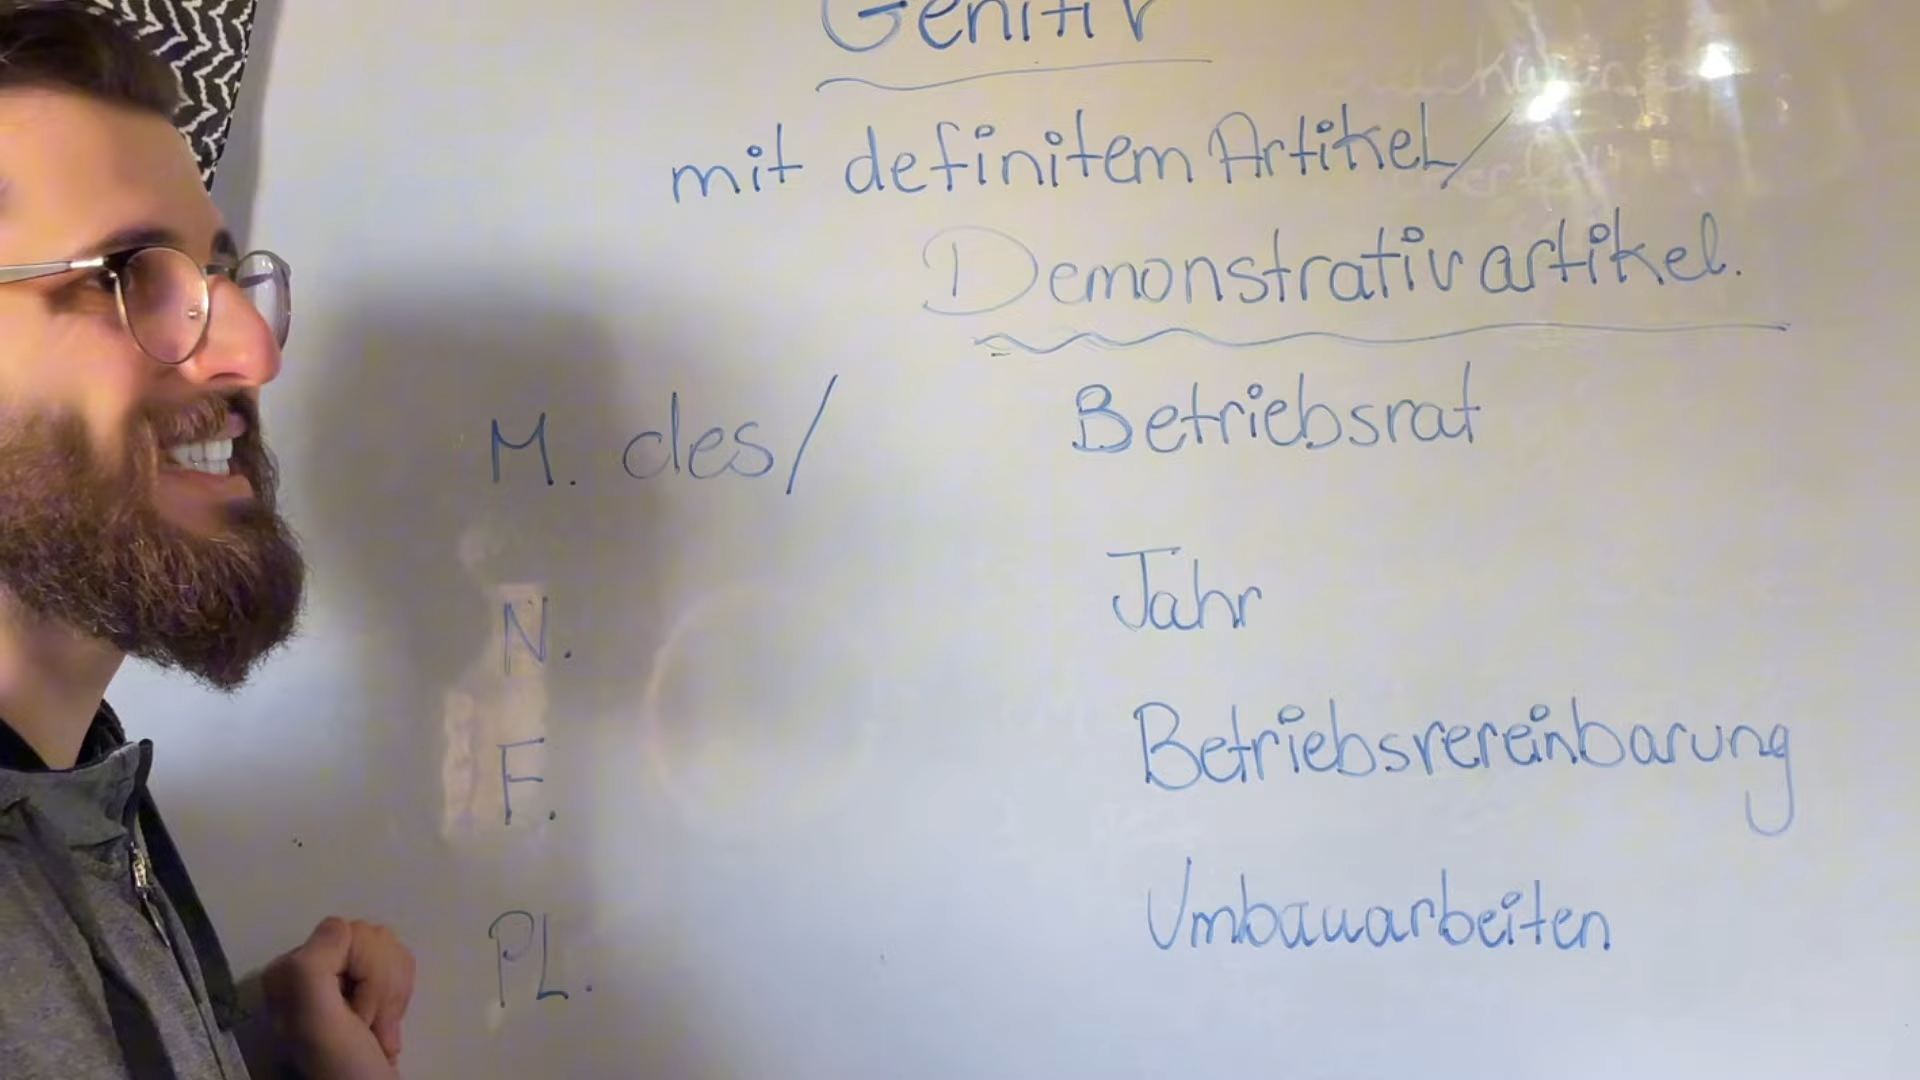 Genitiv
mit definitem Artikel/
Demonstrativartikel.
M. des/ Betriebsrat
N. Jahr
F. Betriebsvereinbarung
PL. Umbauarbeiten